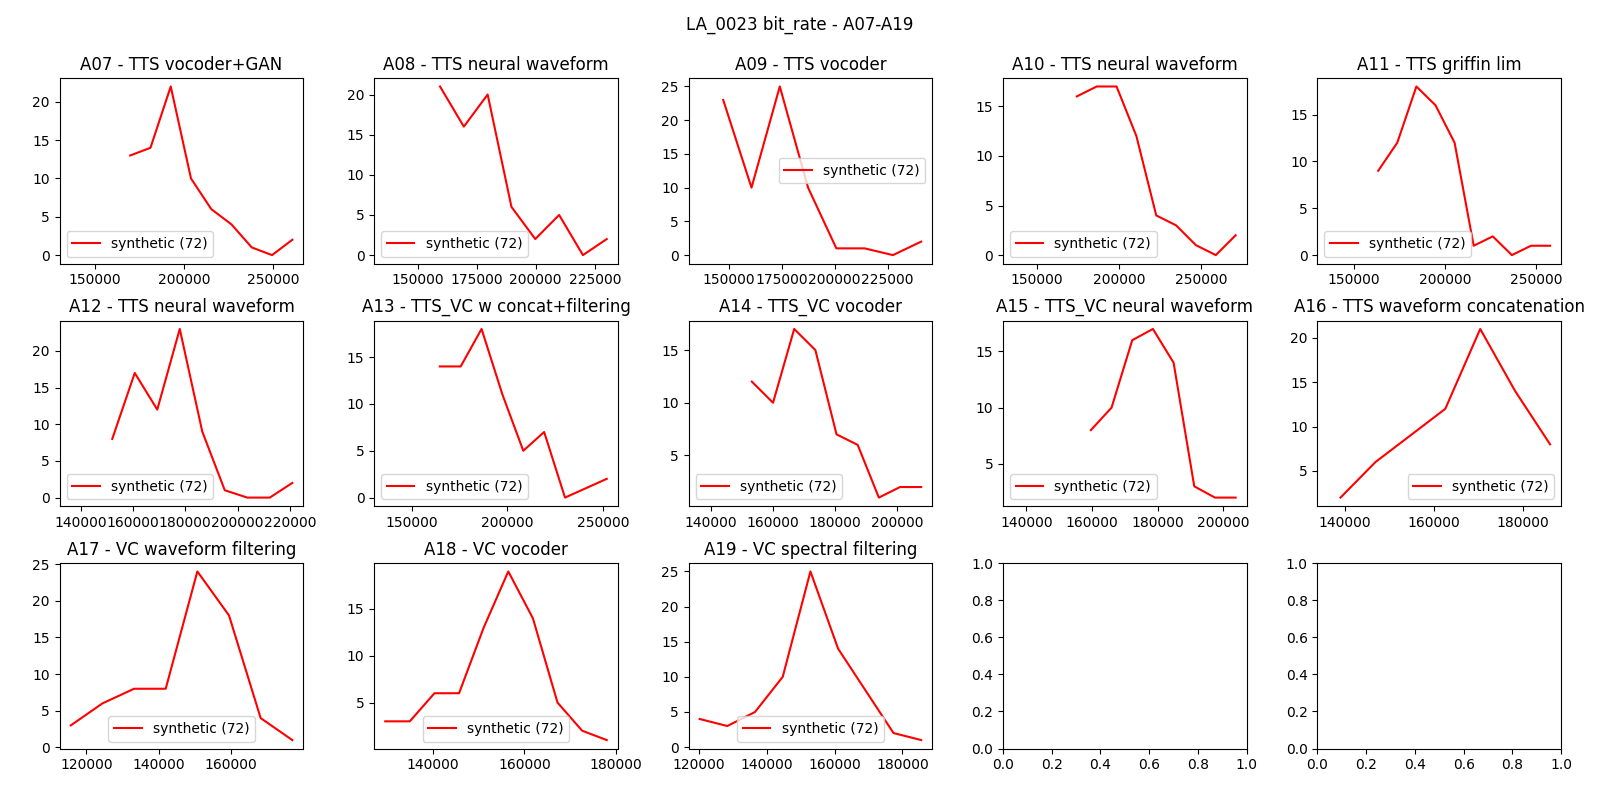 LA_0023 bit_rate - A07-A19
A07 - TTS vocoder+GAN
0
5
10
15
20
150000 200000 250000
synthetic (72)
A08 - TTS neural waveform
0
5
10
15
20
150000 175000 200000 225000
synthetic (72)
A09 - TTS vocoder
0
5
10
15
20
25
150000 175000 200000 225000
synthetic (72)
A10 - TTS neural waveform
0
5
10
15
150000 200000 250000
synthetic (72)
A11 - TTS griffin lim
0
5
10
15
150000 200000 250000
synthetic (72)
A12 - TTS neural waveform
0
5
10
15
20
140000 160000 180000 200000 220000
synthetic (72)
A13 - TTS_VC w concat+filtering
0
5
10
15
150000 200000 250000
synthetic (72)
A14 - TTS_VC vocoder
5
10
15
140000 160000 180000 200000
synthetic (72)
A15 - TTS_VC neural waveform
5
10
15
140000 160000 180000 200000
synthetic (72)
A16 - TTS waveform concatenation
5
10
15
20
140000 160000 180000
synthetic (72)
A17 - VC waveform filtering
0
5
10
15
20
25
120000 140000 160000
synthetic (72)
A18 - VC vocoder
5
10
15
140000 160000 180000
synthetic (72)
A19 - VC spectral filtering
0
5
10
15
20
25
120000 140000 160000 180000
synthetic (72)
0.0
0.2
0.4
0.6
0.8
1.0
0.0 0.2 0.4 0.6 0.8 1.0
0.0
0.2
0.4
0.6
0.8
1.0
0.0 0.2 0.4 0.6 0.8 1.0